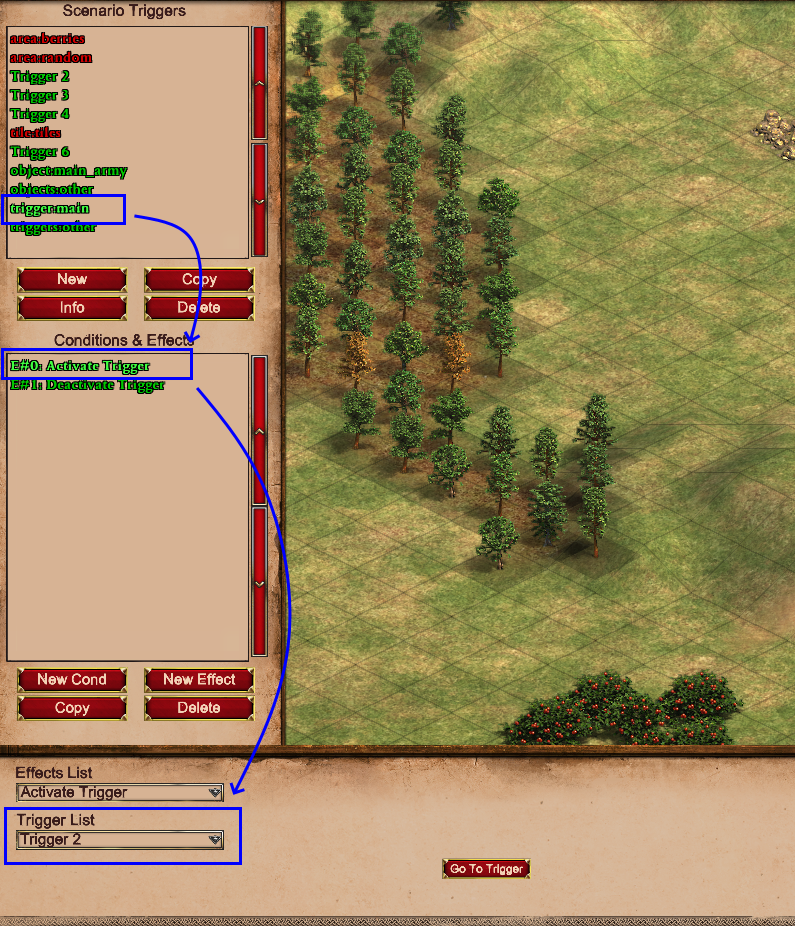 Scenario Triggers
area:berries
area:random
Trigger 2
Trigger 3
Trigger 4
tile:tiles
Trigger 6
object:main_army
objects:other
trigger:main
triggers:other
New
Copy
Info
Delete
Conditions & Effects
E#0: Activate Trigger
E#1: Deactivate Trigger
New Cond
New Effect
Copy
Delete
Effects List
Activate Trigger
Trigger List
Trigger 2
Go To Trigger